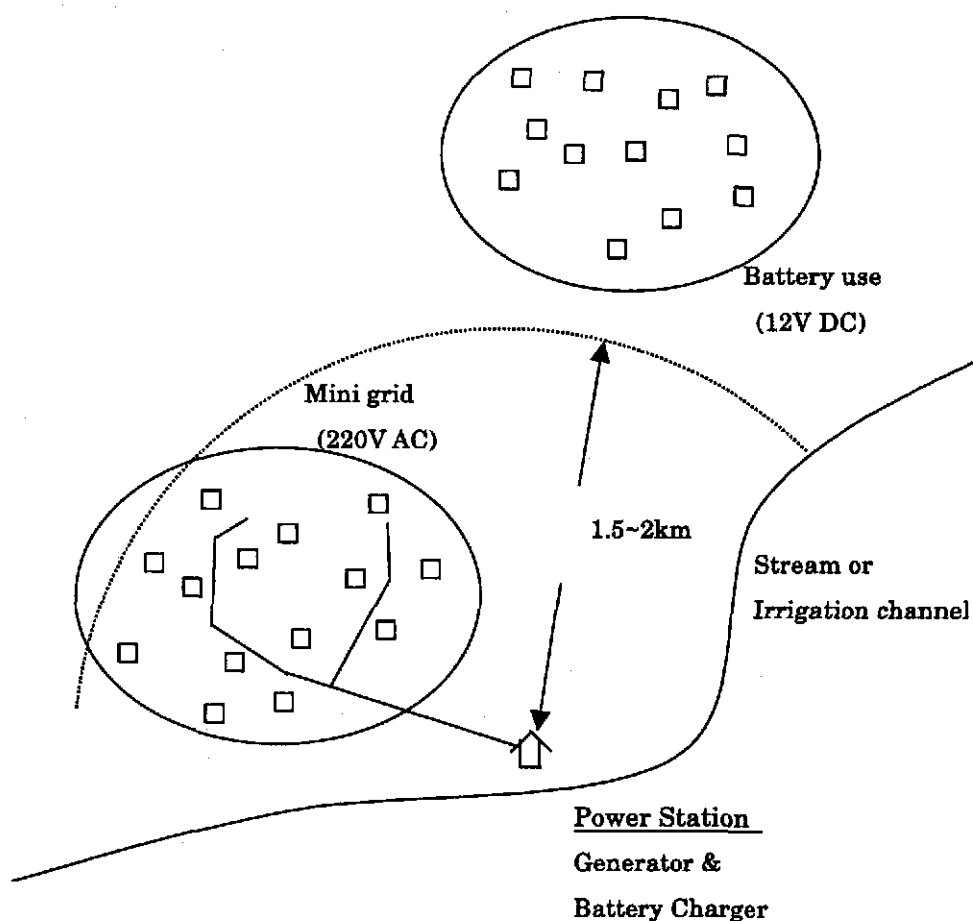 Battery use
(12V DC)
Mini grid
(220V AC)
1.5~2km
Stream or
Irrigation channel
Power Station
Generator &
Battery Charger